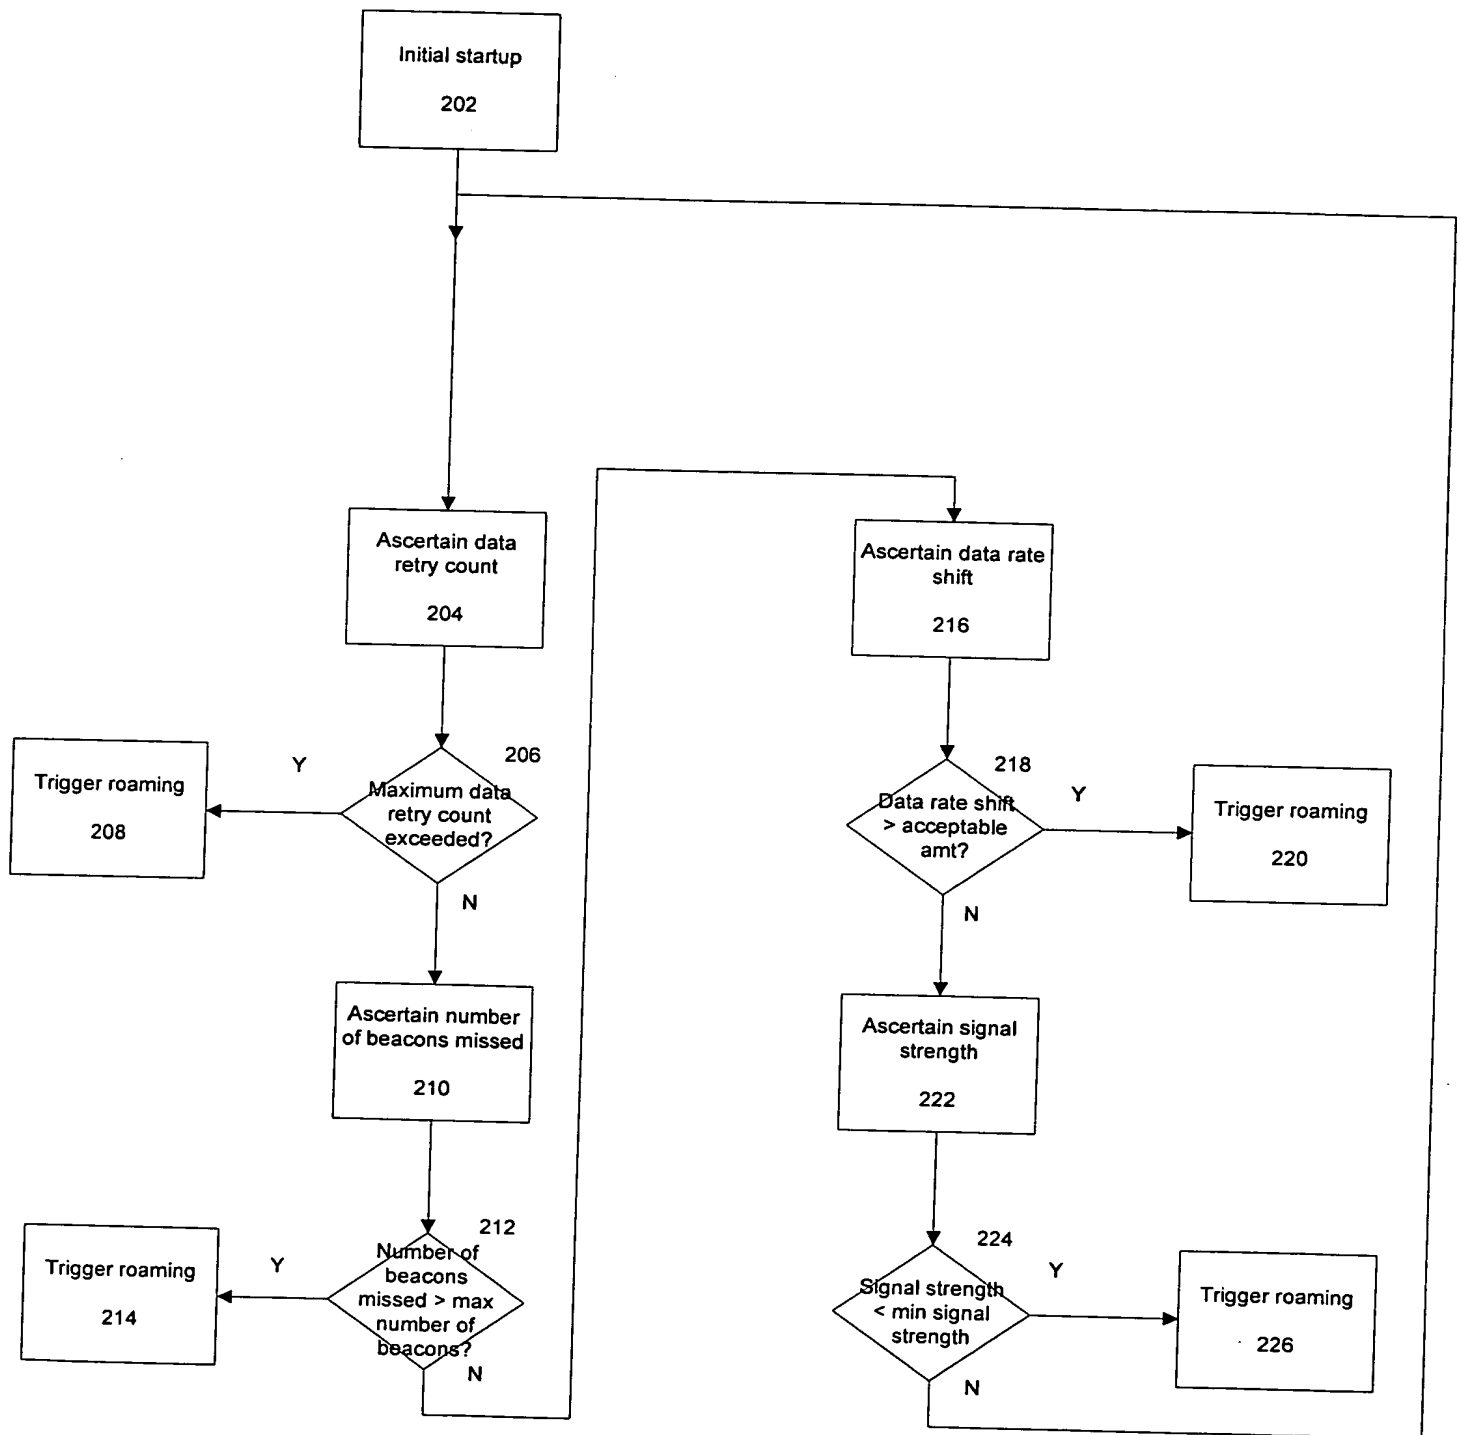 Initial startup
202
Ascertain data
retry count
204
206
Maximum data
retry count
exceeded?
Y
Trigger roaming
208
N
Ascertain number
of beacons missed
210
212
Number of
beacons
missed > max
number of
beacons?
Y
Trigger roaming
214
N
Ascertain data rate
shift
216
218
Data rate shift
> acceptable
amt?
Y
Trigger roaming
220
N
Ascertain signal
strength
222
224
Signal strength
< min signal
strength
Y
Trigger roaming
226
N